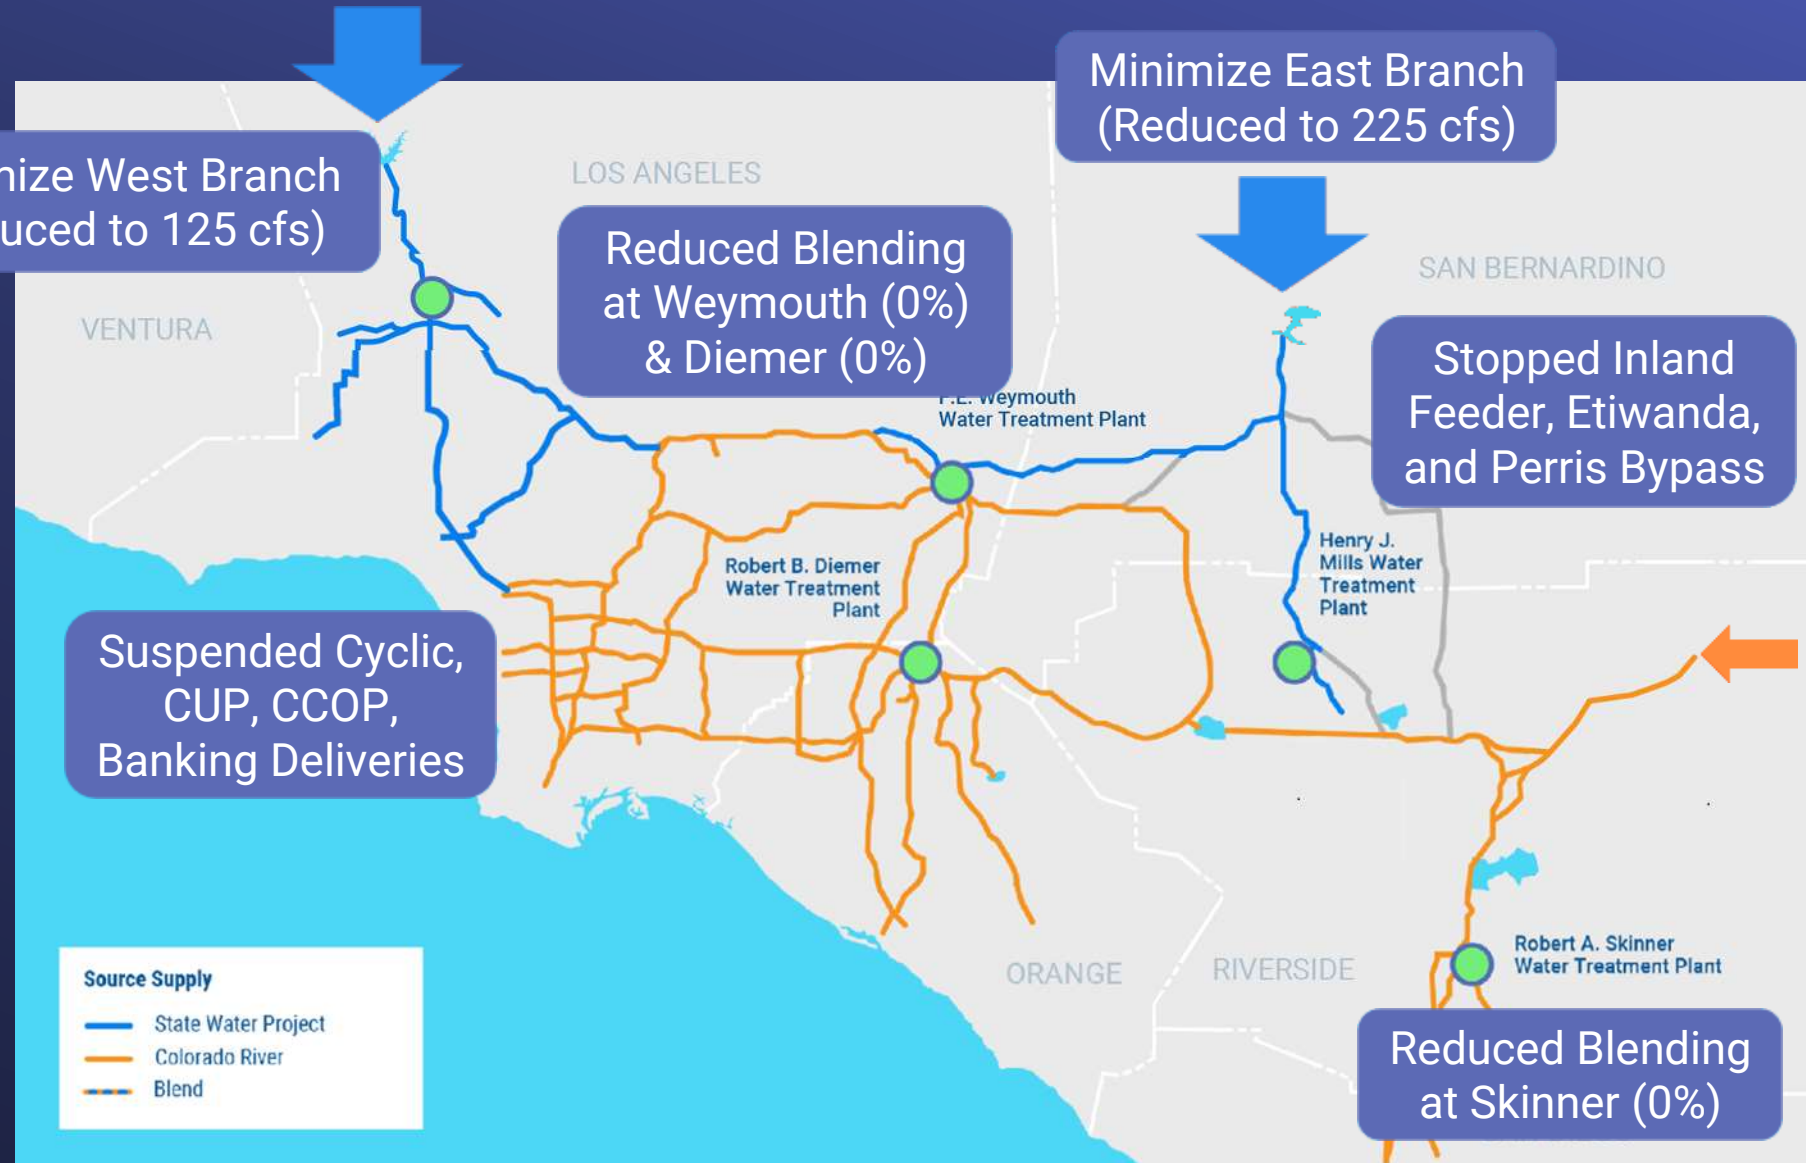 Minimize East Branch
(Reduced to 225 cfs)
West Branch
to 125 cfs)
LOS ANGELES
Reduced Blending
at Weymouth (0%)
& Diemer (0%)
SAN BERNARDINO
VENTURA
Stopped Inland
Feeder, Etiwanda,
and Perris Bypass
F.E. Weymouth
Water Treatment Plant
Henry J.
Mills Water
Treatment
Plant
Robert B. Diemer
Water Treatment
Plant
Suspended Cyclic,
CUP, CCOP,
Banking Deliveries
Robert A. Skinner
Water Treatment Plant
ORANGE
RIVERSIDE
Reduced Blending
at Skinner (0%)
Source Supply
State Water Project
Colorado River
Blend